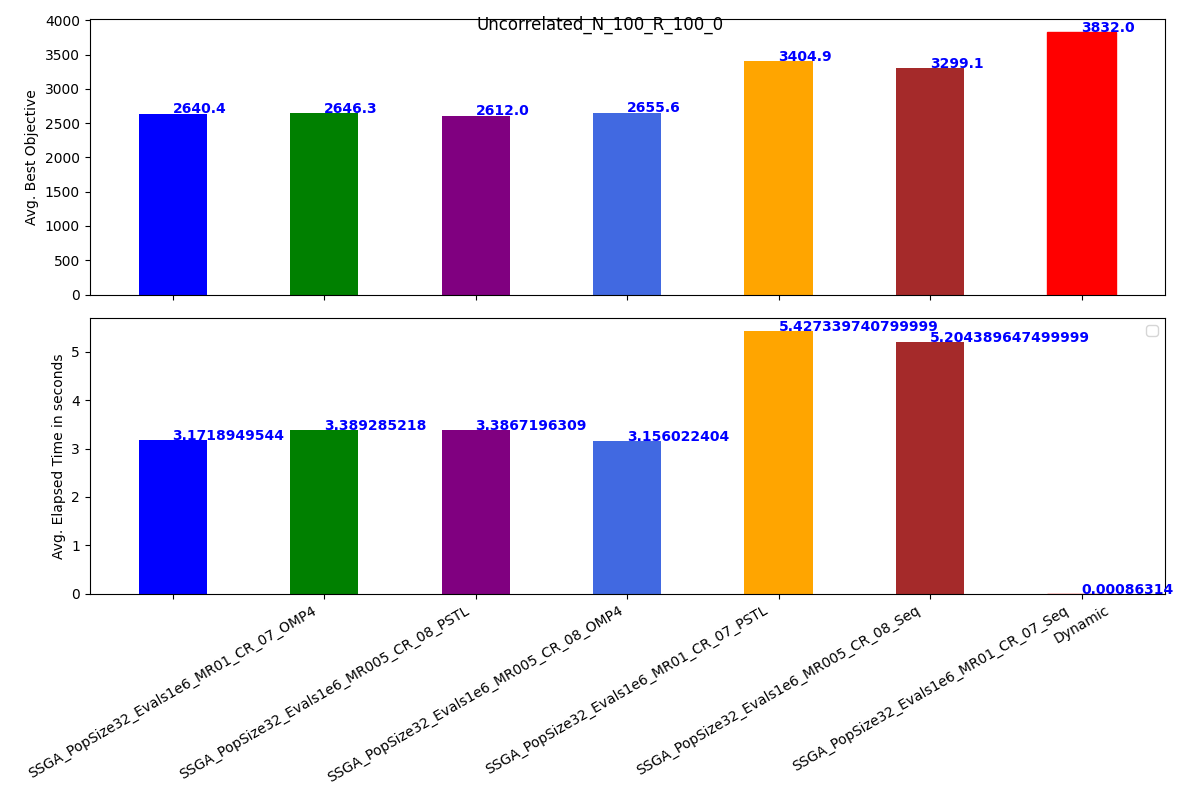 Uncorrelated_N_100_R_100_0
Avg. Best Objective
4000
3500
3000
2500
2000
1500
1000
500
0
2640.4
2646.3
2612.0
2655.6
3404.9
3299.1
3832.0
Avg. Elapsed Time in seconds
5
4
3
2
1
0
3.1718949544
3.389285218
3.3867196309
3.156022404
5.427339740799999
5.204389647499999
0.00086314
SSGA_PopSize32_Evals1e6_MR01_CR_07_OMP4
SSGA_PopSize32_Evals1e6_MR005_CR_08_PSTL
SSGA_PopSize32_Evals1e6_MR005_CR_08_OMP4
SSGA_PopSize32_Evals1e6_MR01_CR_07_PSTL
SSGA_PopSize32_Evals1e6_MR005_CR_08_Seq
SSGA_PopSize32_Evals1e6_MR01_CR_07_Seq
Dynamic